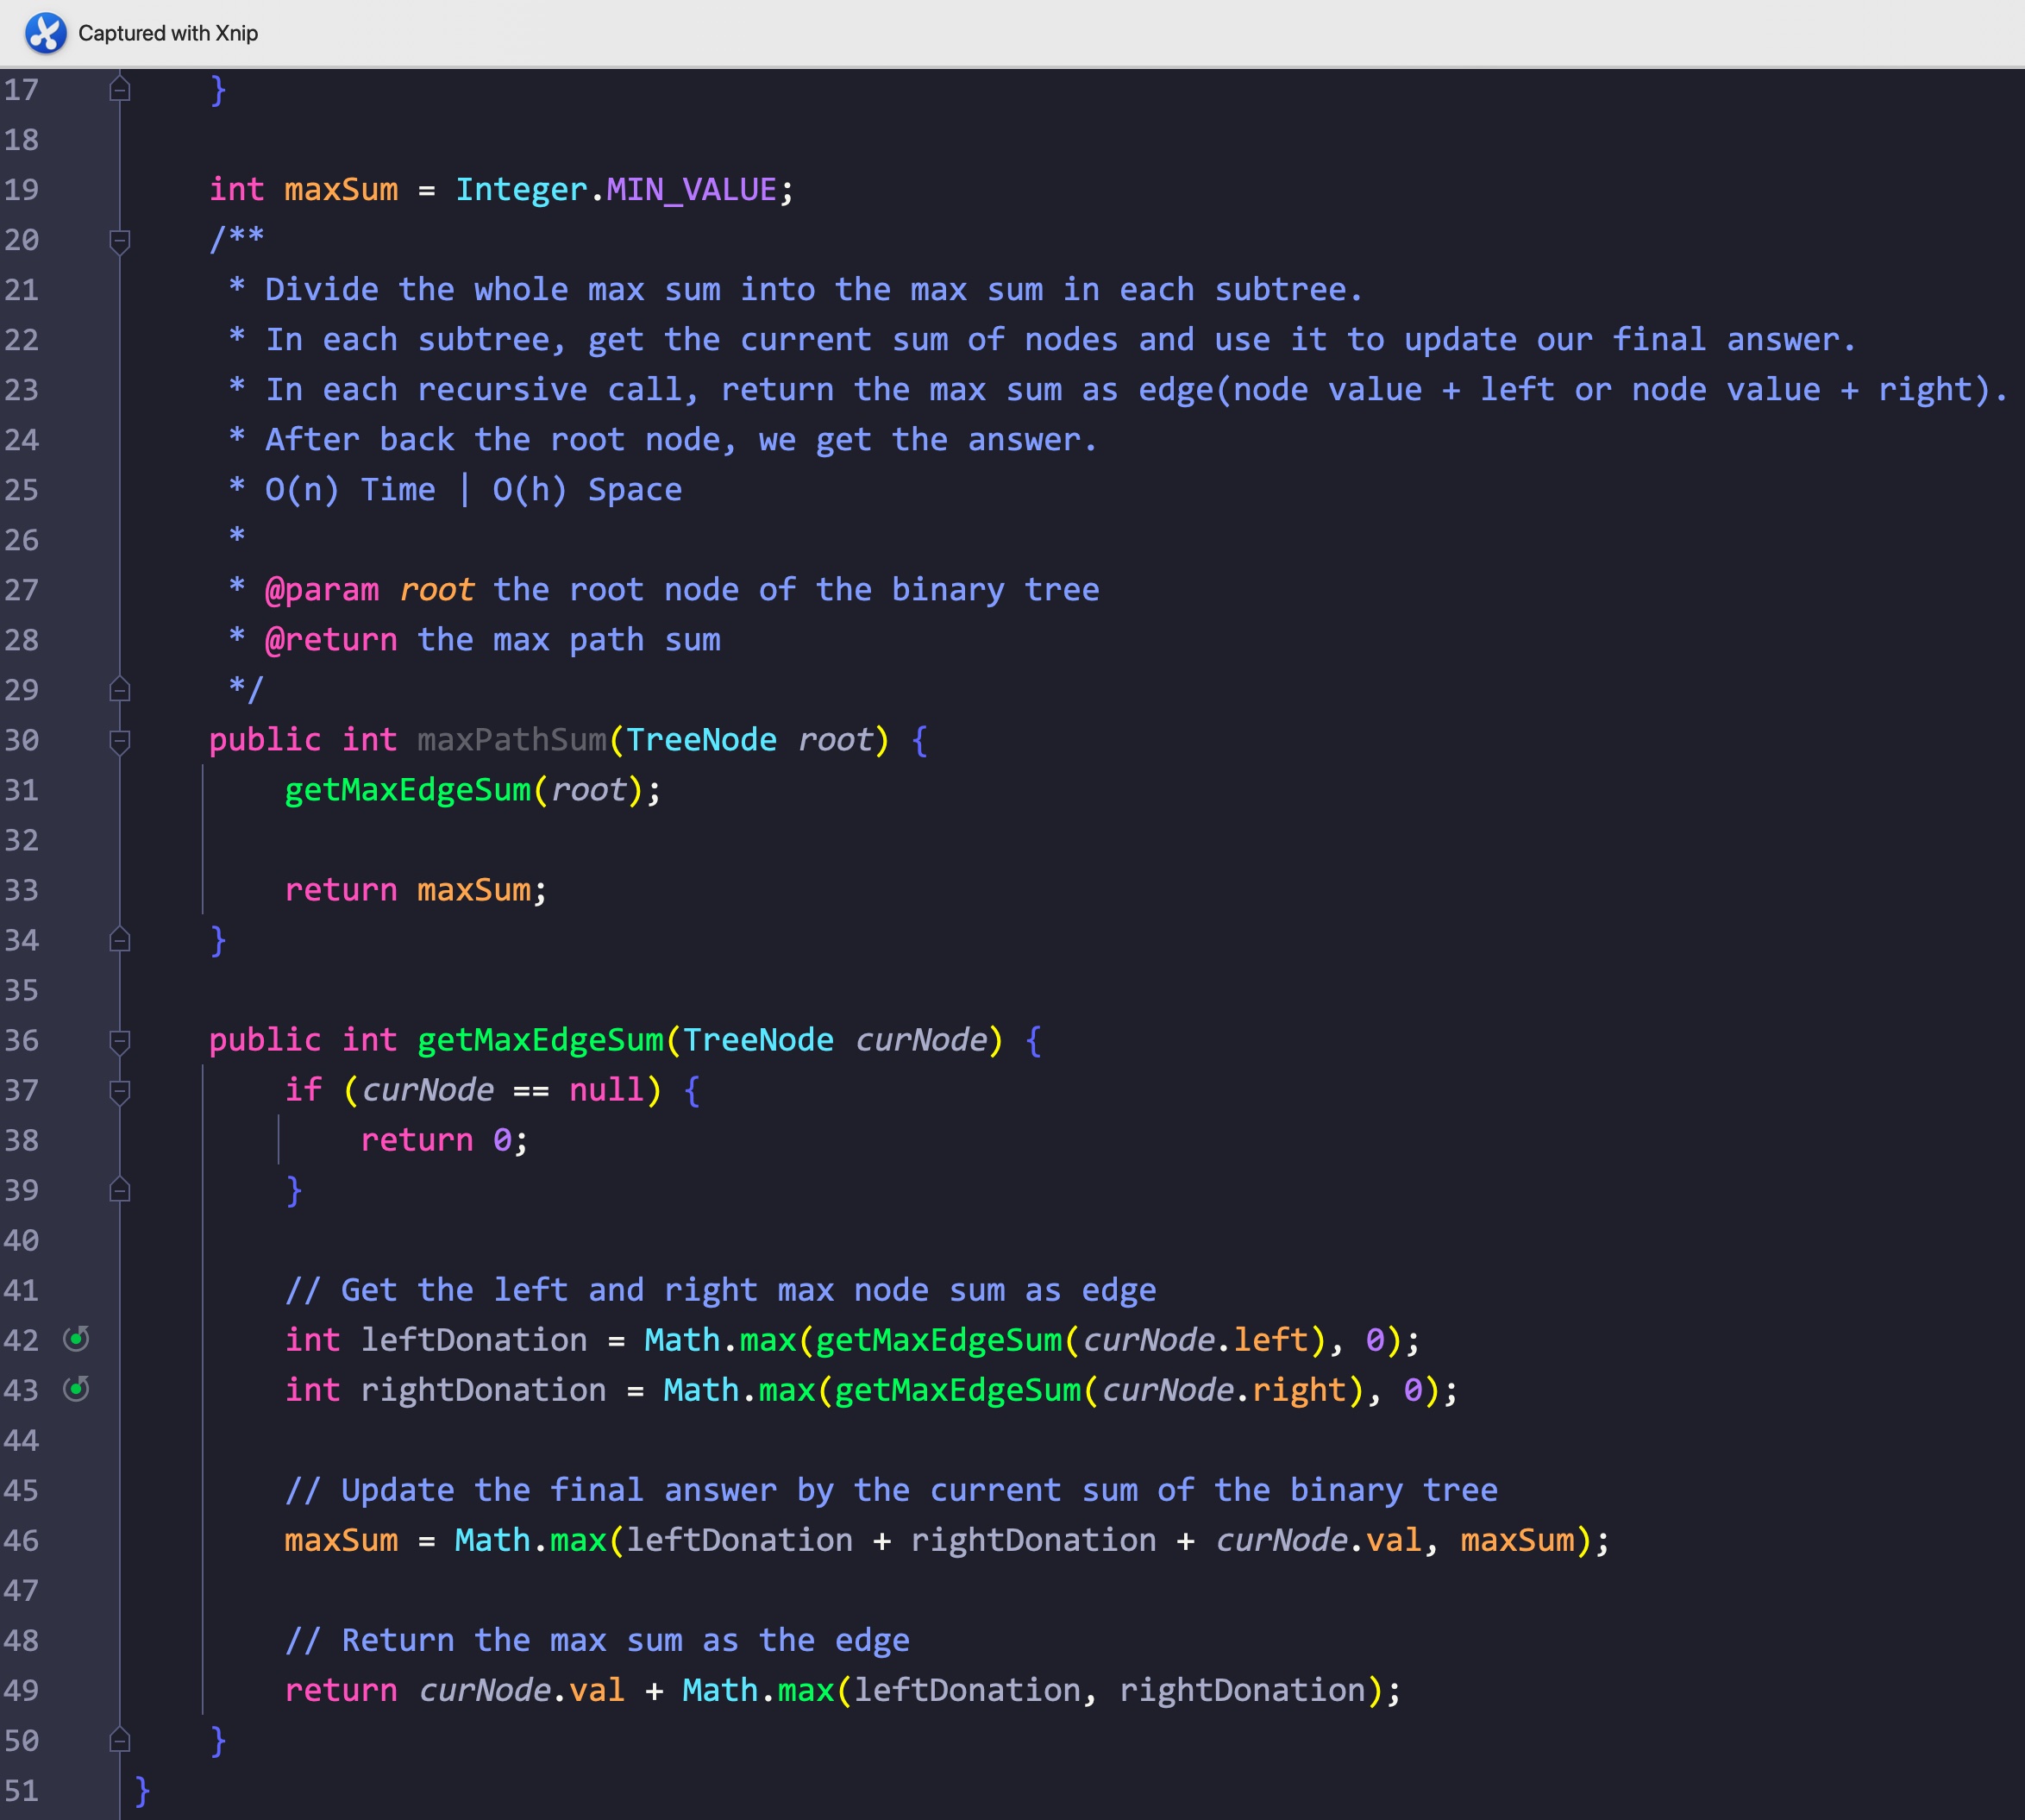 Captured with Xnip
17 }
18
19 int maxSum = Integer.MIN_VALUE;
20 /**
21 * Divide the whole max sum into the max sum in each subtree.
22 * In each subtree, get the current sum of nodes and use it to update our final answer.
23 * In each recursive call, return the max sum as edge(node value + left or node value + right).
24 * After back the root node, we get the answer.
25 * O(n) Time | O(h) Space
26 *
27 * @param root the root node of the binary tree
28 * @return the max path sum
29 */
30 public int maxPathSum(TreeNode root) {
31 getMaxEdgeSum(root);
32
33 return maxSum;
34 }
35
36 public int getMaxEdgeSum(TreeNode curNode) {
37 if (curNode == null) {
38 return 0;
39 }
40
41 // Get the left and right max node sum as edge
42 int leftDonation = Math.max(getMaxEdgeSum(curNode.left), 0);
43 int rightDonation = Math.max(getMaxEdgeSum(curNode.right), 0);
44
45 // Update the final answer by the current sum of the binary tree
46 maxSum = Math.max(leftDonation + rightDonation + curNode.val, maxSum);
47
48 // Return the max sum as the edge
49 return curNode.val + Math.max(leftDonation, rightDonation);
50 }
51 }